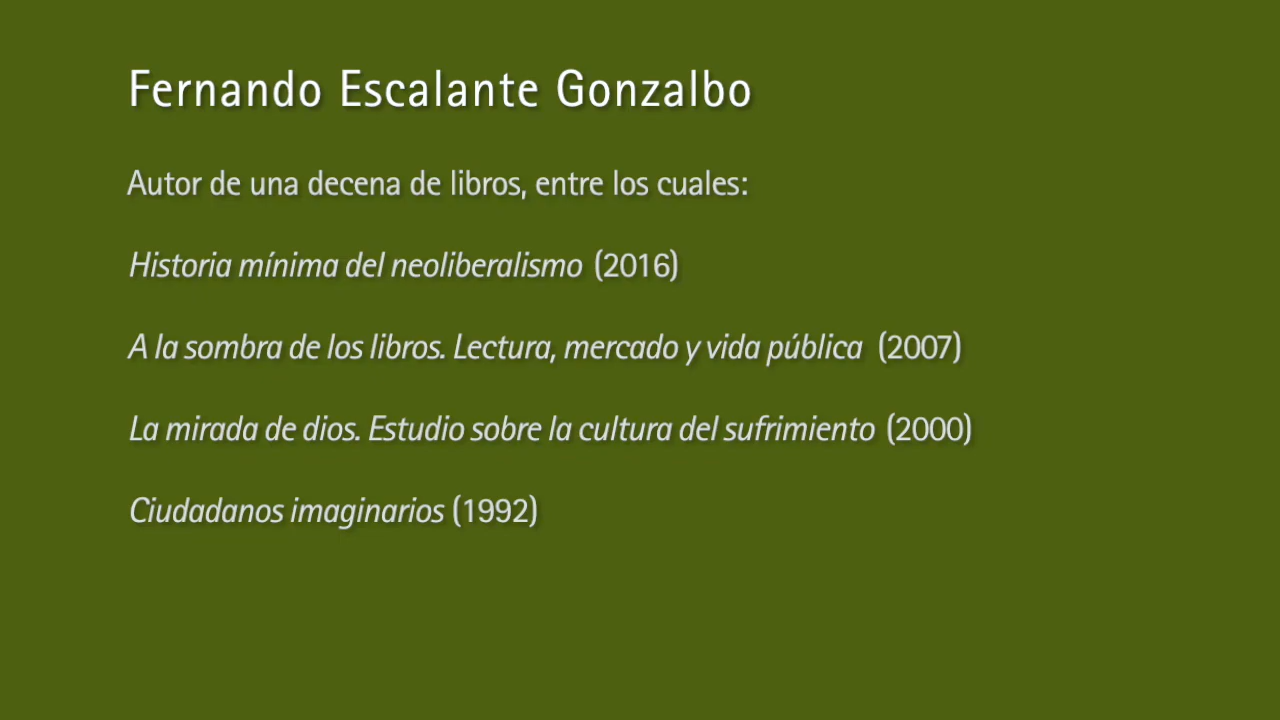 Fernando Escalante Gonzalbo
Autor de una decena de libros, entre los cuales:
Historia mínima del neoliberalismo (2016)
A la sombra de los libros. Lectura, mercado y vida pública (2007)
La mirada de dios. Estudio sobre la cultura del sufrimiento (2000)
Ciudadanos imaginarios (1992)